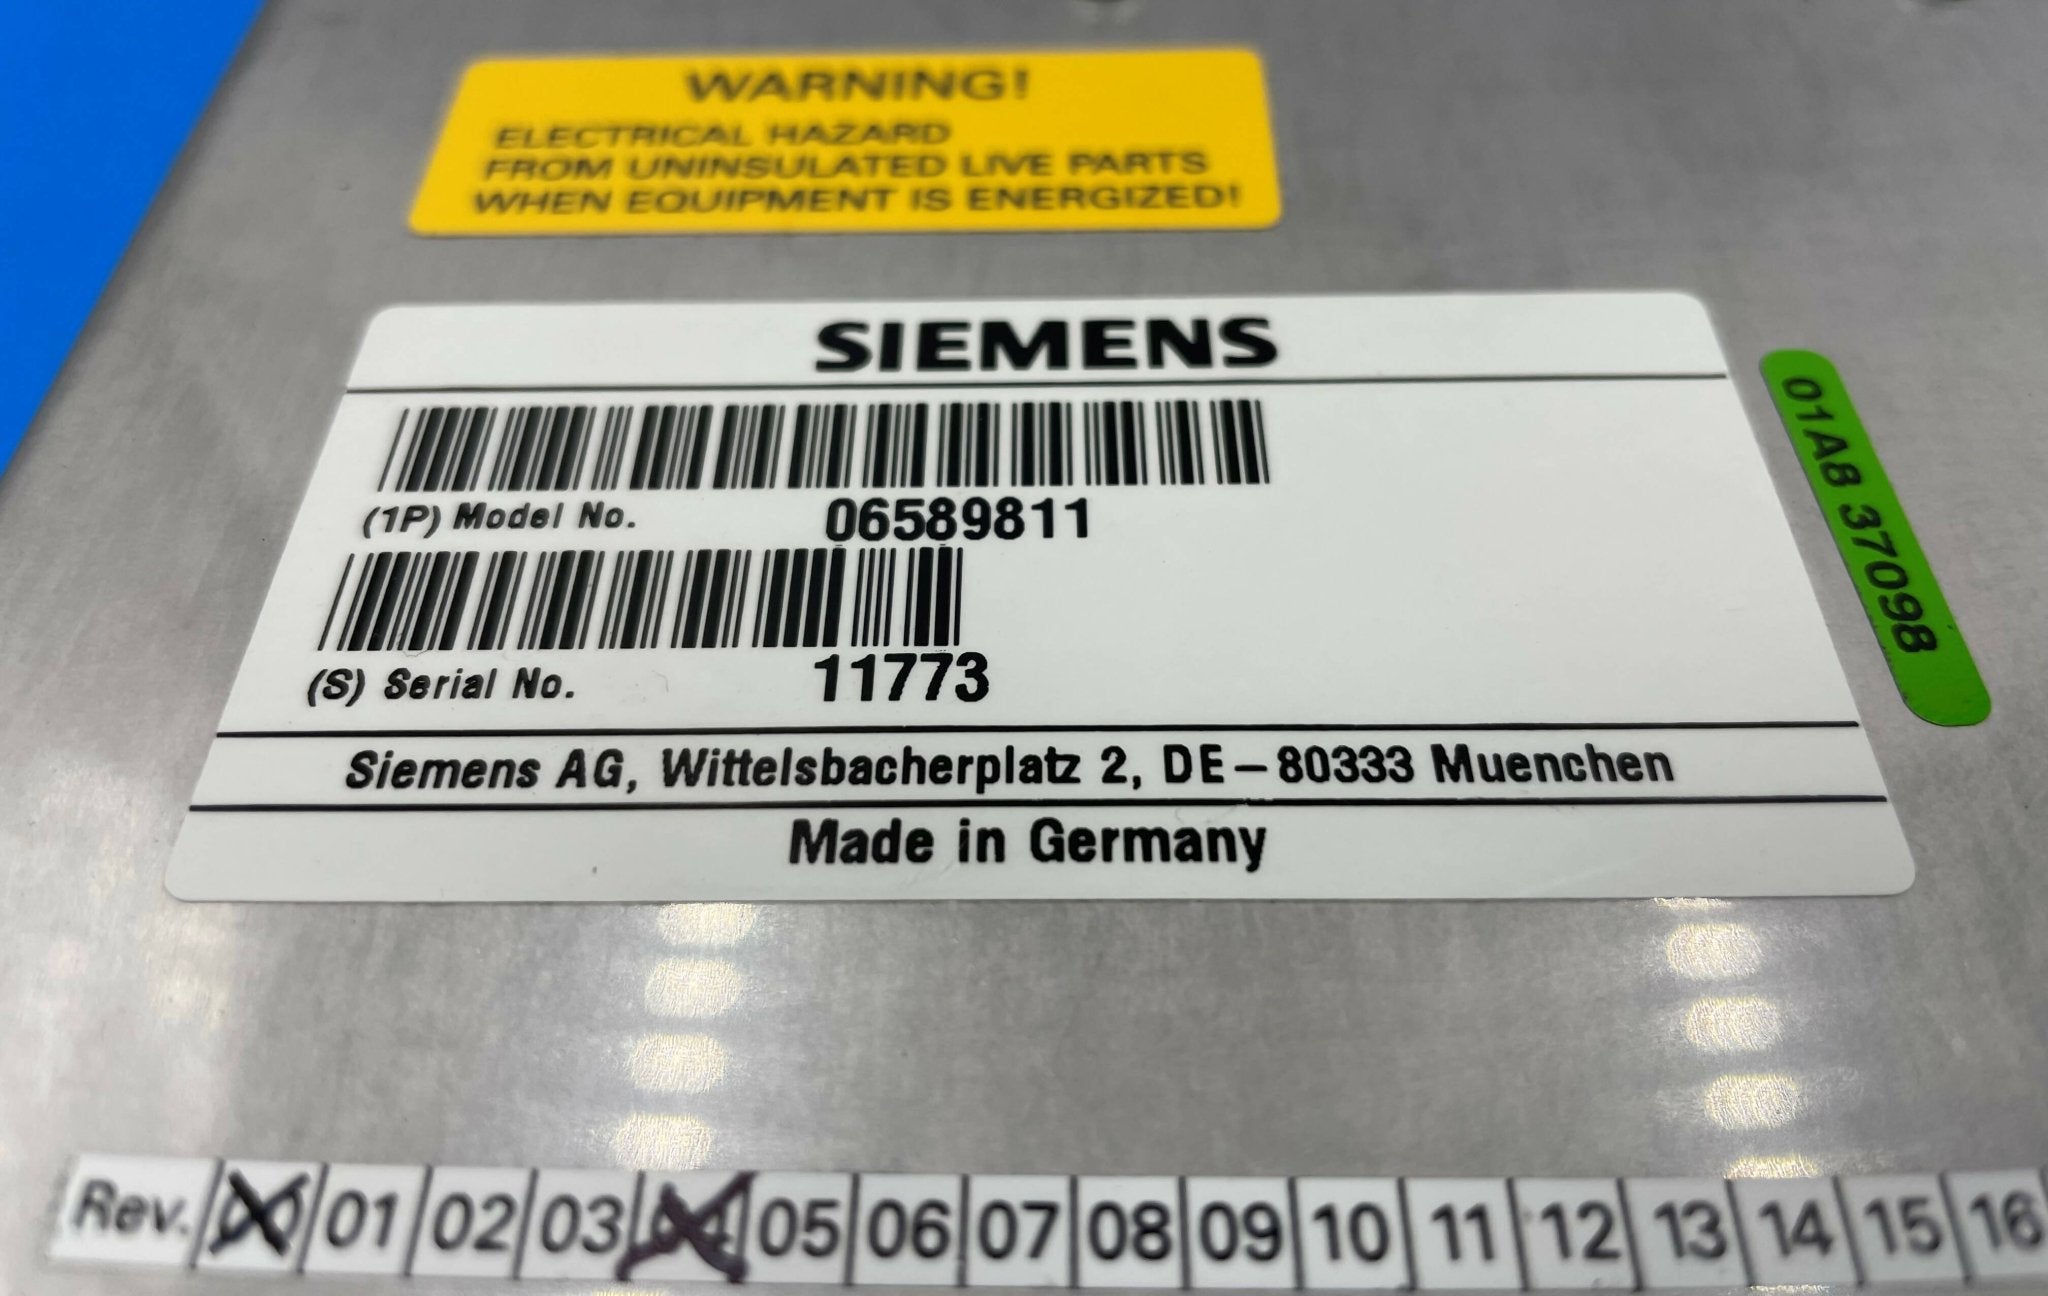 WARNING!
ELECTRICAL HAZARD
FROM UNINSULATED LIVE PARTS
WHEN EQUIPMENT IS ENERGIZED!
SIEMENS
(1P) Model No. 06589811
(S) Serial No. 11773
Siemens AG, Wittelsbacherplatz 2, DE-80333 Muenchen
Made in Germany
01A8 37098
Rev. 00 01 02 03 04 05 06 07 08 09 10 11 12 13 14 15 16